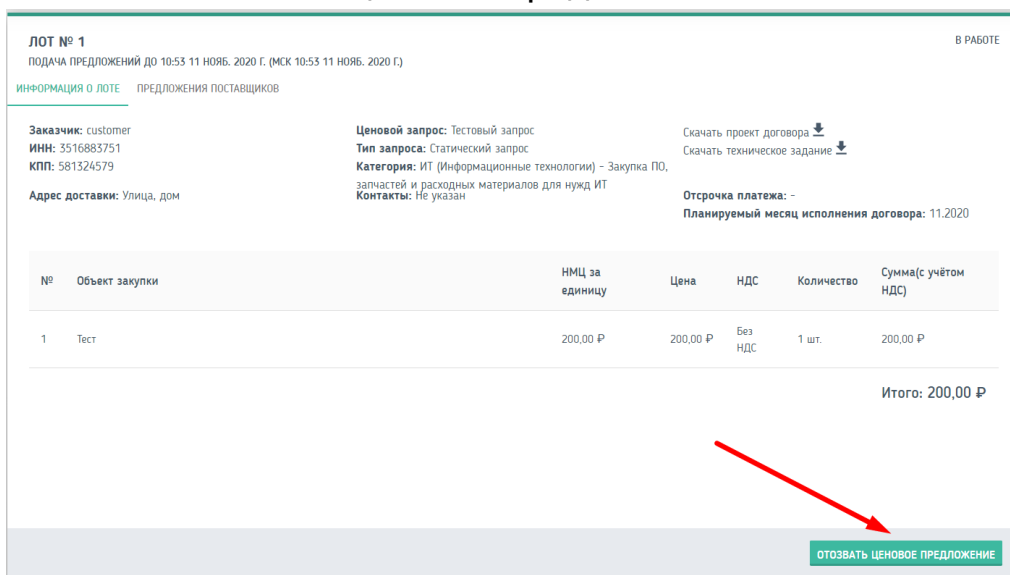 ЛОТ № 1
В РАБОТЕ
ПОДАЧА ПРЕДЛОЖЕНИЙ ДО 10:53 11 НОЯБ. 2020 Г. (МСК 10:53 11 НОЯБ. 2020 Г.)
ИНФОРМАЦИЯ О ЛОТЕ ПРЕДЛОЖЕНИЯ ПОСТАВЩИКОВ
Заказчик: customer
ИНН: 3516883751
КПП: 581324579
Адрес доставки: Улица, дом
Ценовой запрос: Тестовый запрос
Тип запроса: Статический запрос
Категория: ИТ (Информационные технологии) - Закупка ПО,
запчастей и расходных материалов для нужд ИТ
Контакты: Не указан
Скачать проект договора
Скачать техническое задание
Отсрочка платежа: -
Планируемый месяц исполнения договора: 11.2020
№ Объект закупки НМЦ за единицу Цена НДС Количество Сумма(с учётом НДС)
1 Тест 200,00 ₽ 200,00 ₽ Без НДС 1 шт. 200,00 ₽
Итого: 200,00 ₽
ОТОЗВАТЬ ЦЕНОВОЕ ПРЕДЛОЖЕНИЕ